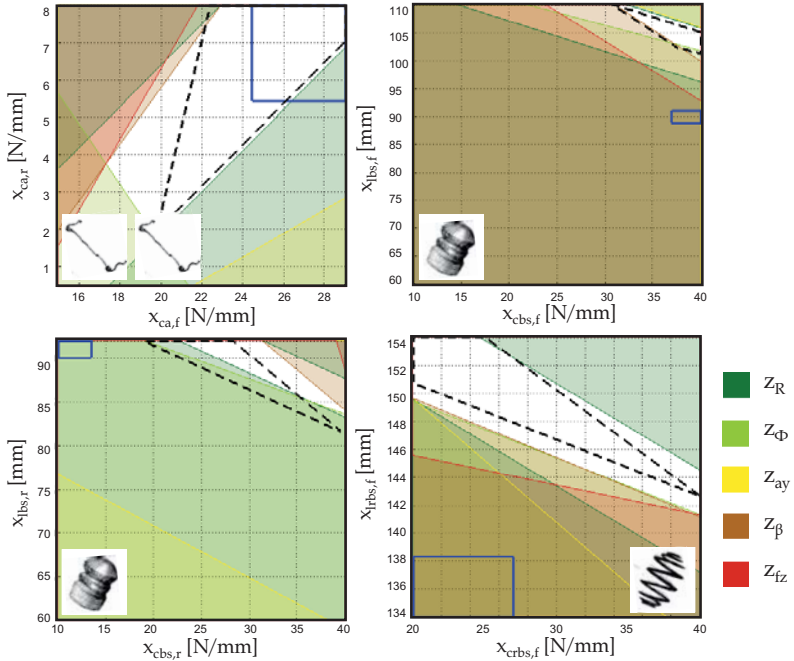 8
7
6
5
4
3
2
1
x_ca,r [N/mm]
16 18 20 22 24 26 28
x_ca,f [N/mm]
110
105
100
95
90
85
80
75
70
65
60
x_lbs,f [mm]
10 15 20 25 30 35 40
x_cbs,f [N/mm]
90
85
80
75
70
65
60
x_lbs,r [mm]
10 15 20 25 30 35 40
x_cbs,r [N/mm]
154
152
150
148
146
144
142
140
138
136
134
x_lrbs,f [mm]
20 25 30 35 40
x_crbs,f [N/mm]
z_R
z_Φ
z_ay
z_β
z_fz